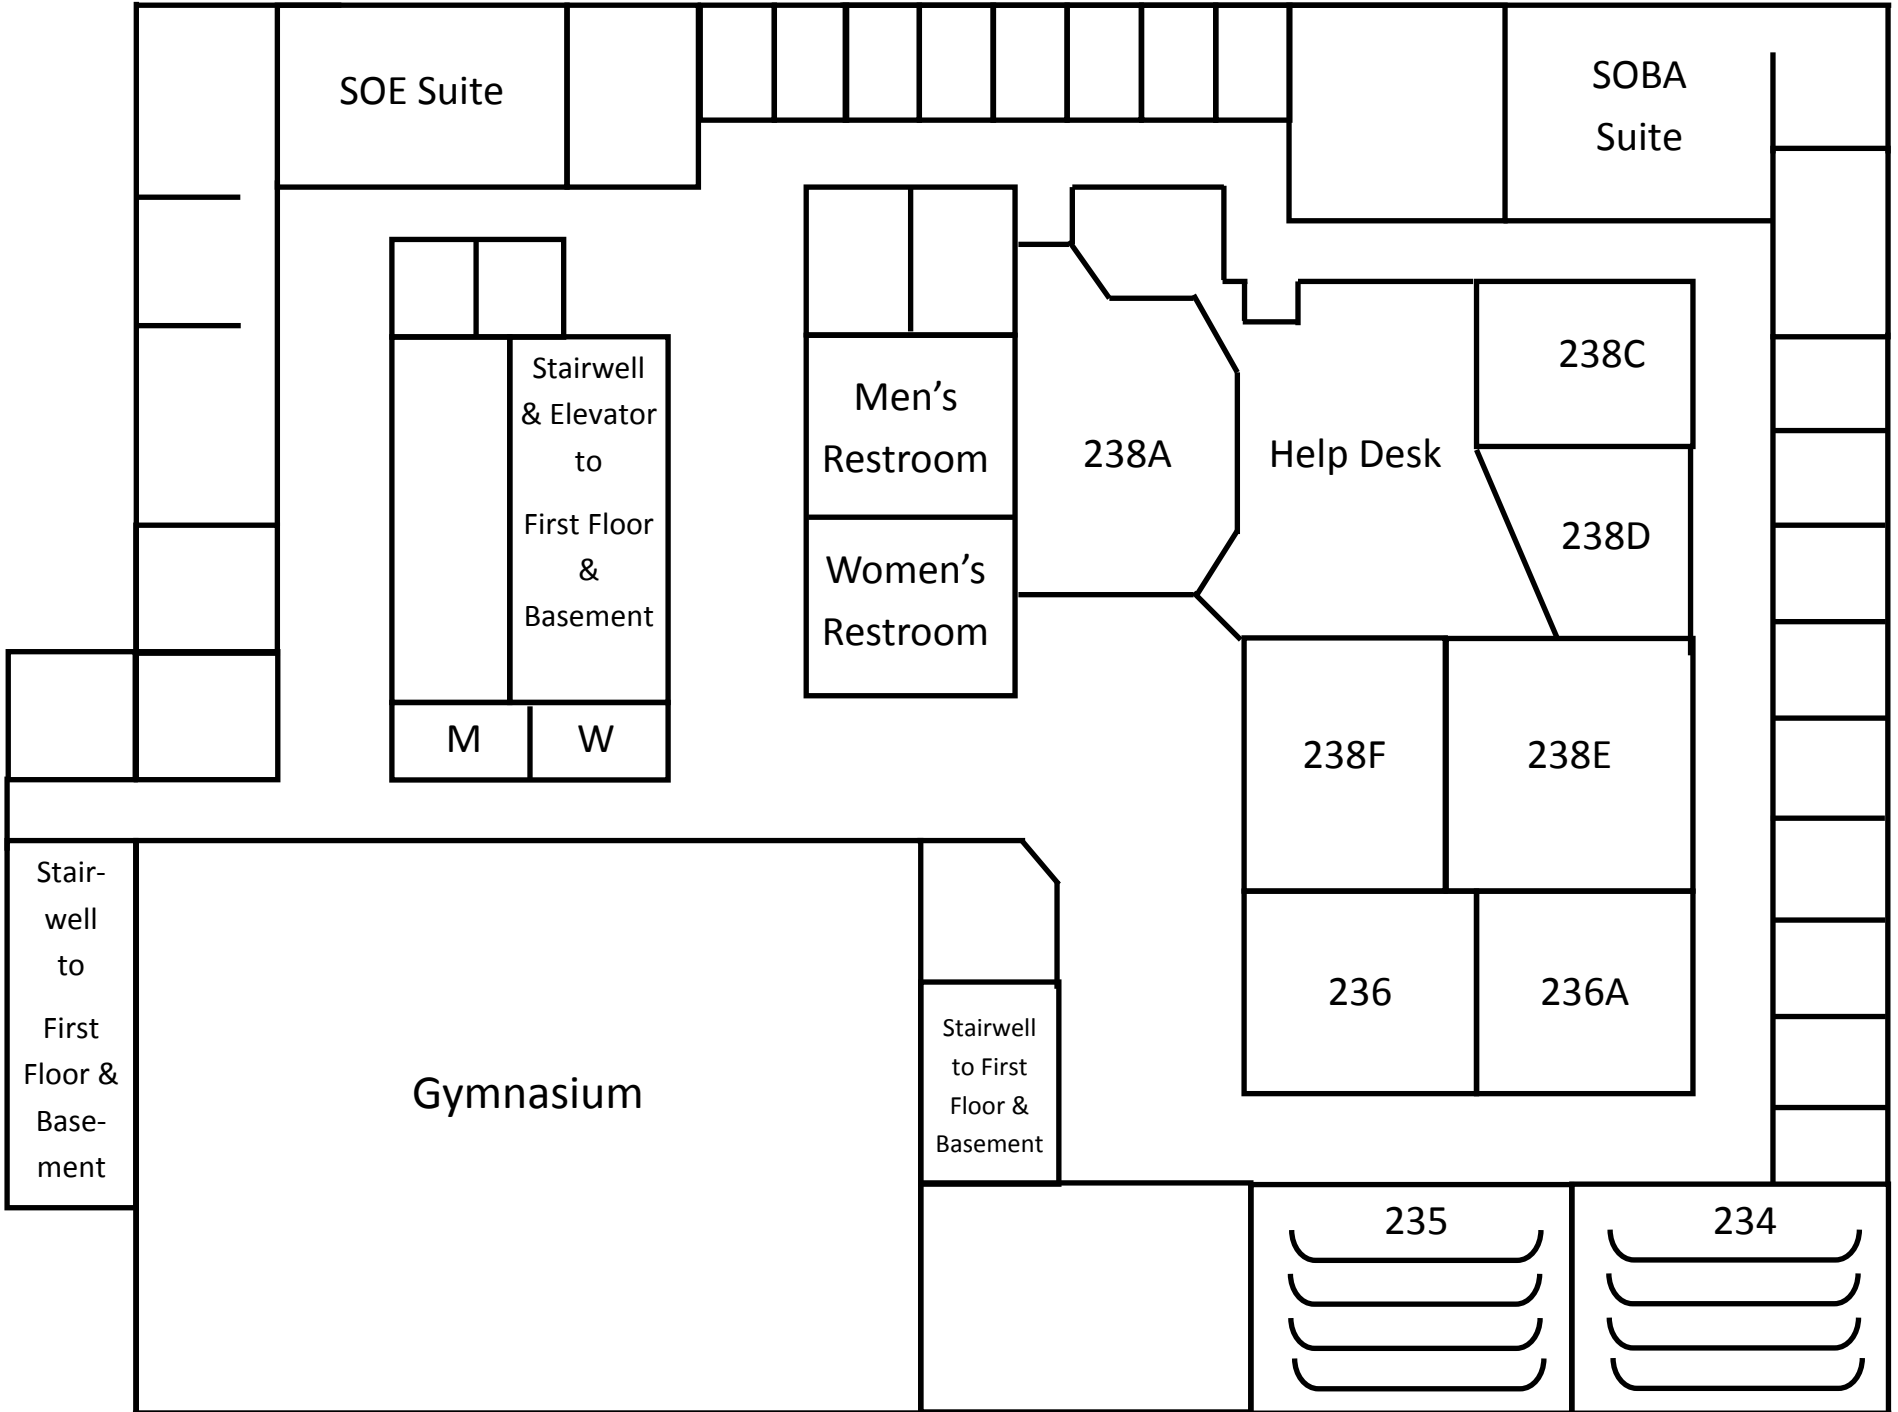 SOE Suite
SOBA
Suite
Stairwell
& Elevator
to
First Floor
&
Basement
M
W
Men’s
Restroom
Women’s
Restroom
238A
Help Desk
238C
238D
238F
238E
236
236A
Stair-
well
to
First
Floor &
Base-
ment
Gymnasium
Stairwell
to First
Floor &
Basement
235
234